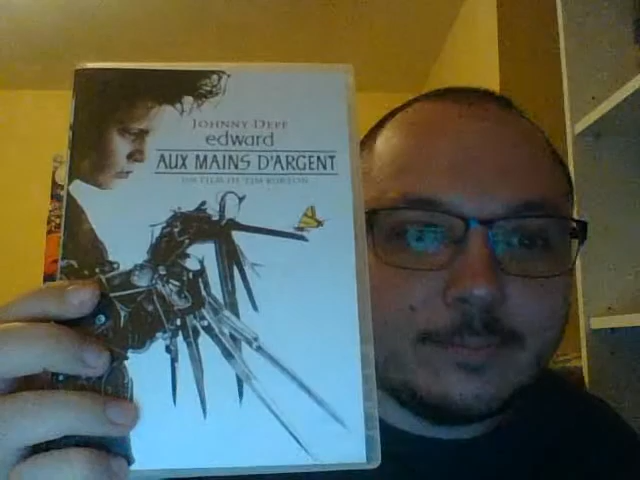 JOHNNY DEPP
edward
AUX MAINS D'ARGENT
UN FILM DE TIM BURTON